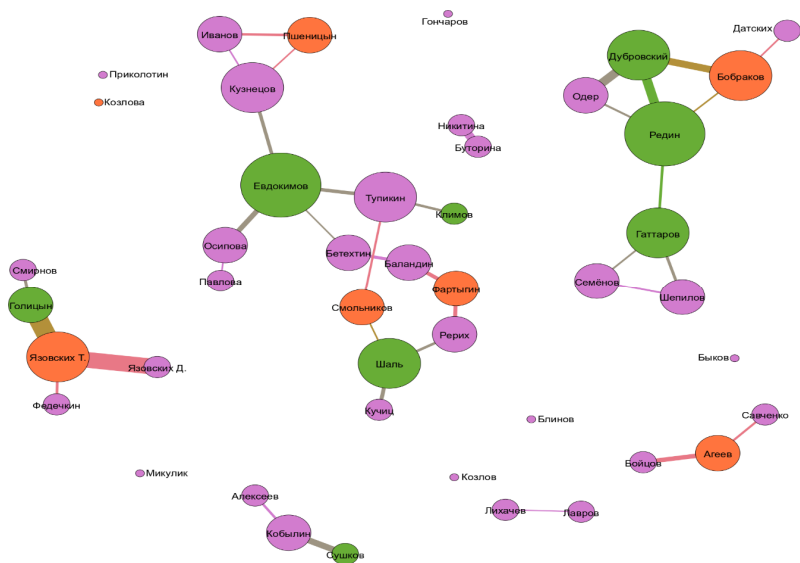 Гончаров
Датских
Иванов
Пшеницын
Дубровский
Бобраков
Приколотин
Кузнецов
Одер
Козлова
Никитина
Редин
Буторина
Евдокимов
Тупикин
Климов
Гаттаров
Осипова
Бетехтин
Баландин
Смирнов
Павлова
Фартыгин
Семёнов
Шепилов
Голицын
Смольников
Рерих
Язовских Т.
Язовских Д.
Шаль
Быков
Федечкин
Кучиц
Блинов
Савченко
Бойцов
Агеев
Микулик
Козлов
Алексеев
Лихачев
Лавров
Кобылин
Сушков